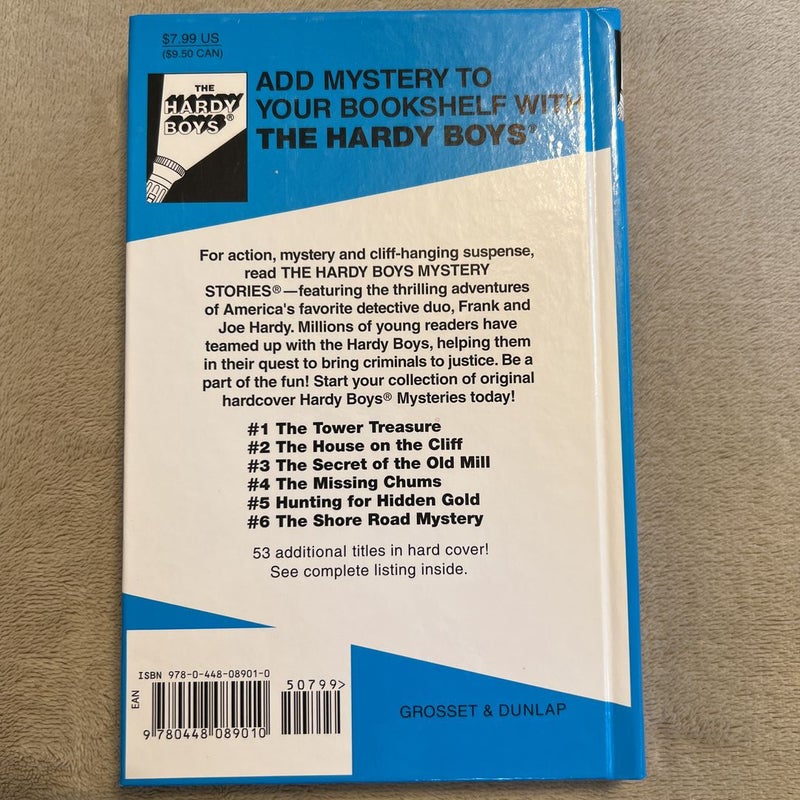 $7.99 US
($9.50 CAN)
THE
HARDY
BOYS®
ADD MYSTERY TO
YOUR BOOKSHELF WITH
THE HARDY BOYS®
For action, mystery and cliff-hanging suspense,
read THE HARDY BOYS MYSTERY
STORIES®—featuring the thrilling adventures
of America's favorite detective duo, Frank and
Joe Hardy. Millions of young readers have
teamed up with the Hardy Boys, helping them
in their quest to bring criminals to justice. Be a
part of the fun! Start your collection of original
hardcover Hardy Boys® Mysteries today!
#1 The Tower Treasure
#2 The House on the Cliff
#3 The Secret of the Old Mill
#4 The Missing Chums
#5 Hunting for Hidden Gold
#6 The Shore Road Mystery
53 additional titles in hard cover!
See complete listing inside.
ISBN 978-0-448-08901-0
50799>
EAN
9 780448 089010
GROSSET & DUNLAP